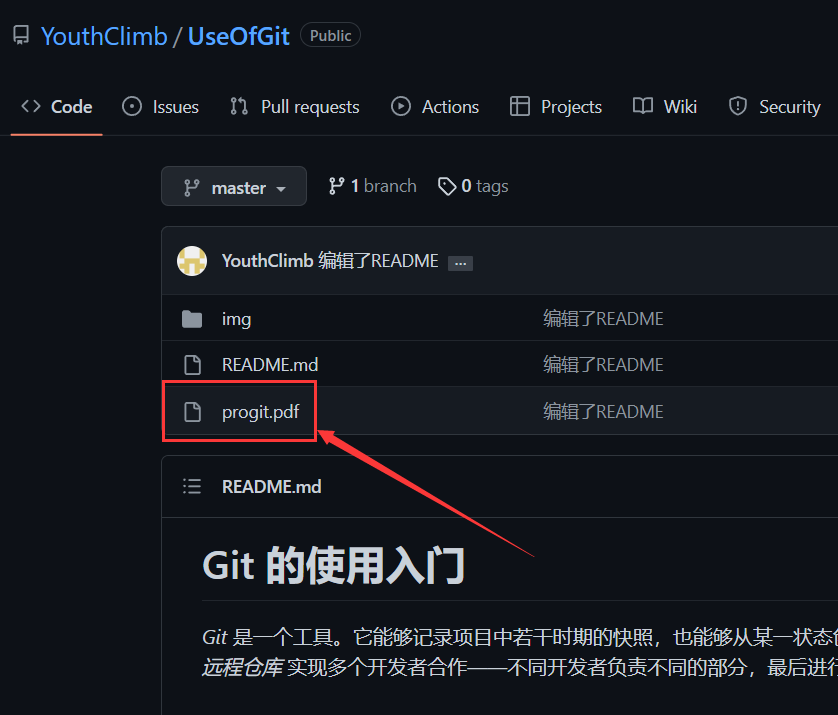 YouthClimb / UseOfGit Public
Code Issues Pull requests Actions Projects Wiki Security
master 1 branch 0 tags
YouthClimb 编辑了README ...
img 编辑了README
README.md 编辑了README
progit.pdf 编辑了README
README.md
Git 的使用入门
Git 是一个工具。它能够记录项目中若干时期的快照，也能够从某一状态
远程仓库 实现多个开发者合作——不同开发者负责不同的部分，最后进行